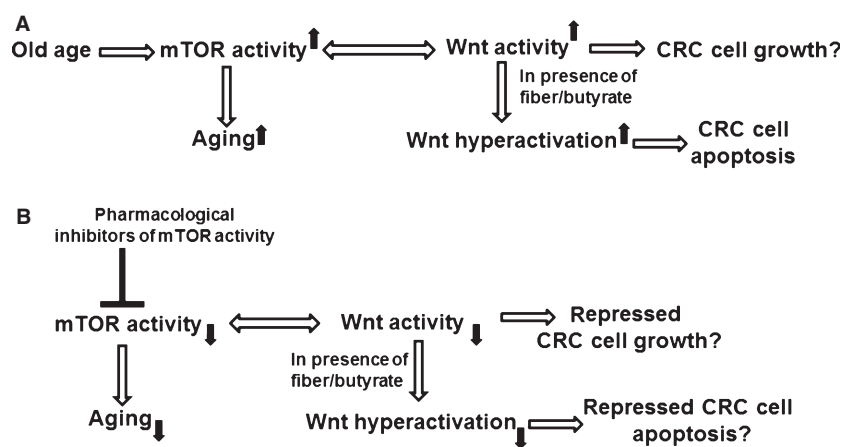 A
Old age mTOR activity Wnt activity CRC cell growth?
In presence of
fiber/butyrate
Aging Wnt hyperactivation CRC cell
apoptosis
B
Pharmacological
inhibitors of mTOR activity
mTOR activity Wnt activity Repressed
CRC cell growth?
In presence of
fiber/butyrate
Aging Wnt hyperactivation Repressed CRC cell
apoptosis?